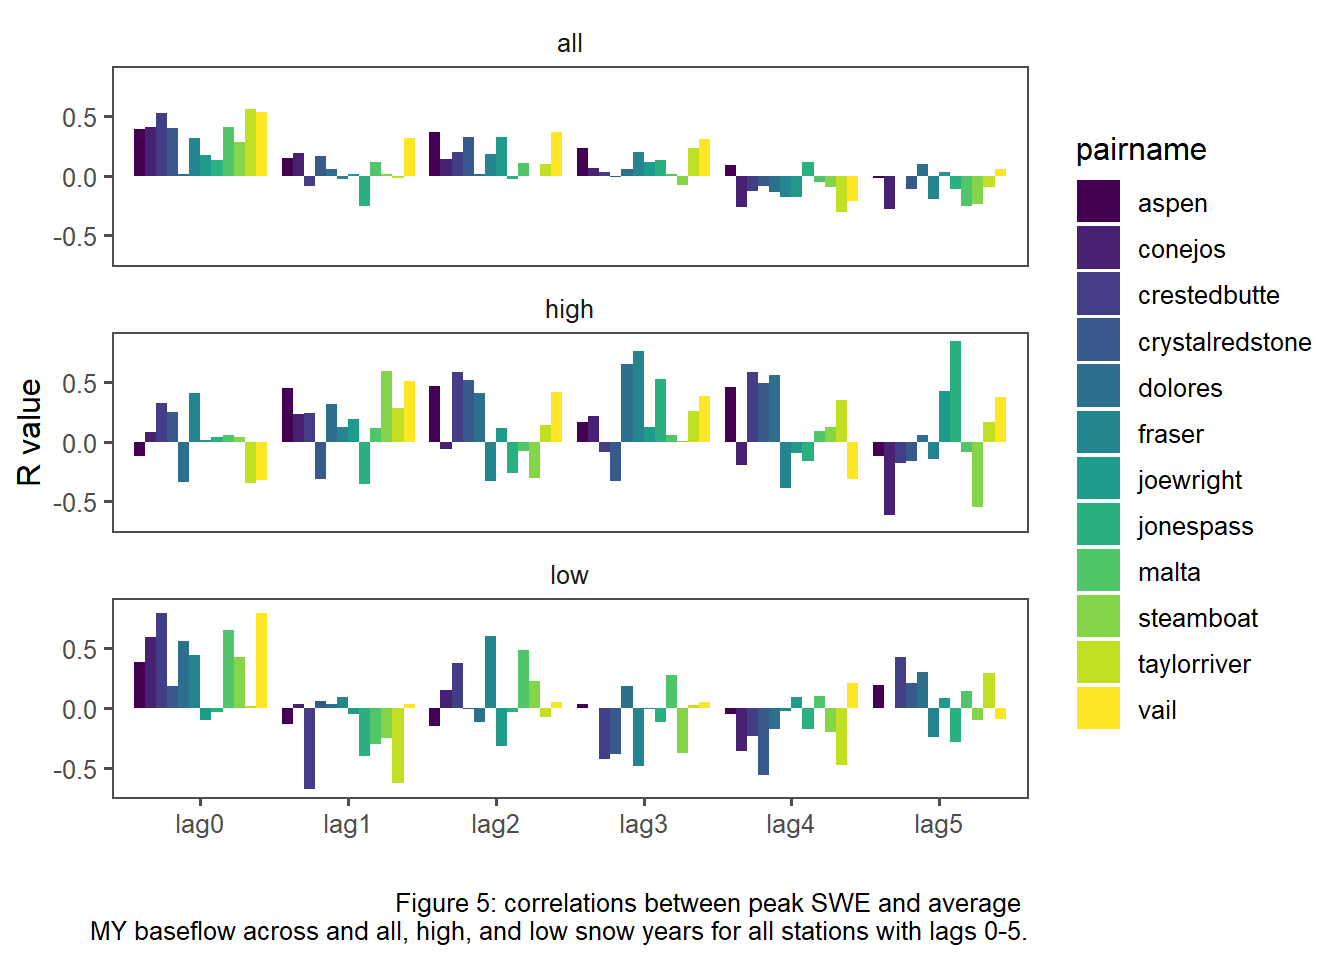 all
0.5
0.0
-0.5
high
0.5
0.0
-0.5
R value
low
0.5
0.0
-0.5
lag0 lag1 lag2 lag3 lag4 lag5
pairname
aspen
conejos
crestedbutte
crystalredstone
dolores
fraser
joewright
jonespass
malta
steamboat
taylorriver
vail
Figure 5: correlations between peak SWE and average
MY baseflow across and all, high, and low snow years for all stations with lags 0-5.